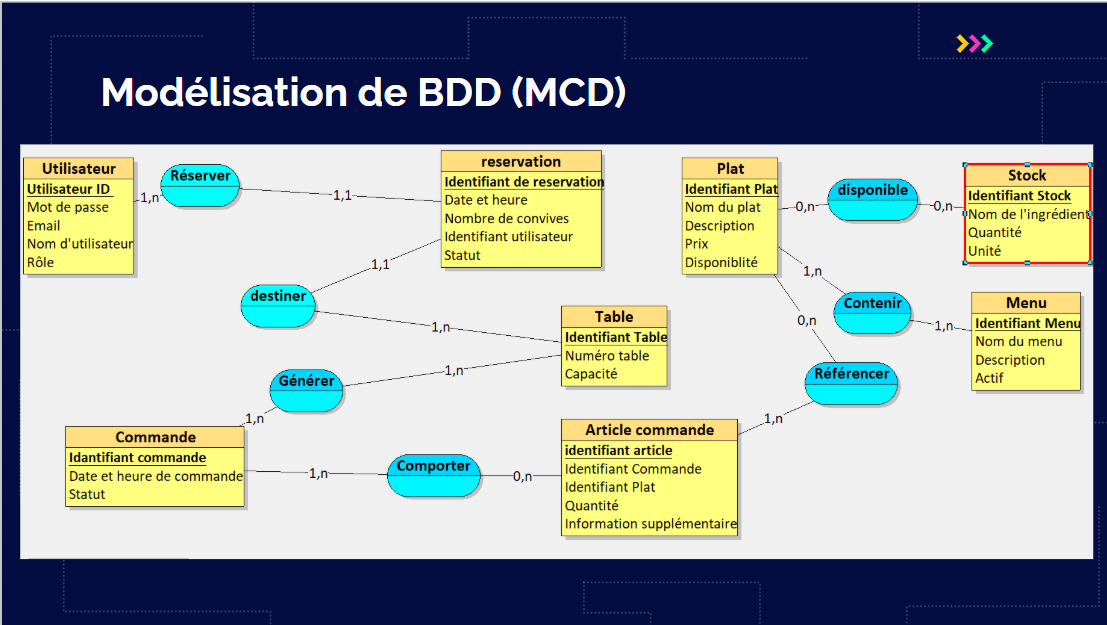 Modélisation de BDD (MCD)
Utilisateur
Utilisateur ID
Mot de passe
Email
Nom d'utilisateur
Rôle
1,n
Réserver
1,1
reservation
Identifiant de reservation
Date et heure
Nombre de convives
Identifiant utilisateur
Statut
1,1
destiner
1,n
Table
Identifiant Table
Numéro table
Capacité
1,n
Générer
1,n
Commande
Idantifiant commande
Date et heure de commande
Statut
1,n
Comporter
0,n
Article commande
identifiant article
Identifiant Commande
Identifiant Plat
Quantité
Information supplémentaire
1,n
Référencer
0,n
Plat
Identifiant Plat
Nom du plat
Description
Prix
Disponiblité
0,n
disponible
0,n
Stock
Identifiant Stock
Nom de l'ingrédient
Quantité
Unité
1,n
Contenir
1,n
Menu
Identifiant Menu
Nom du menu
Description
Actif